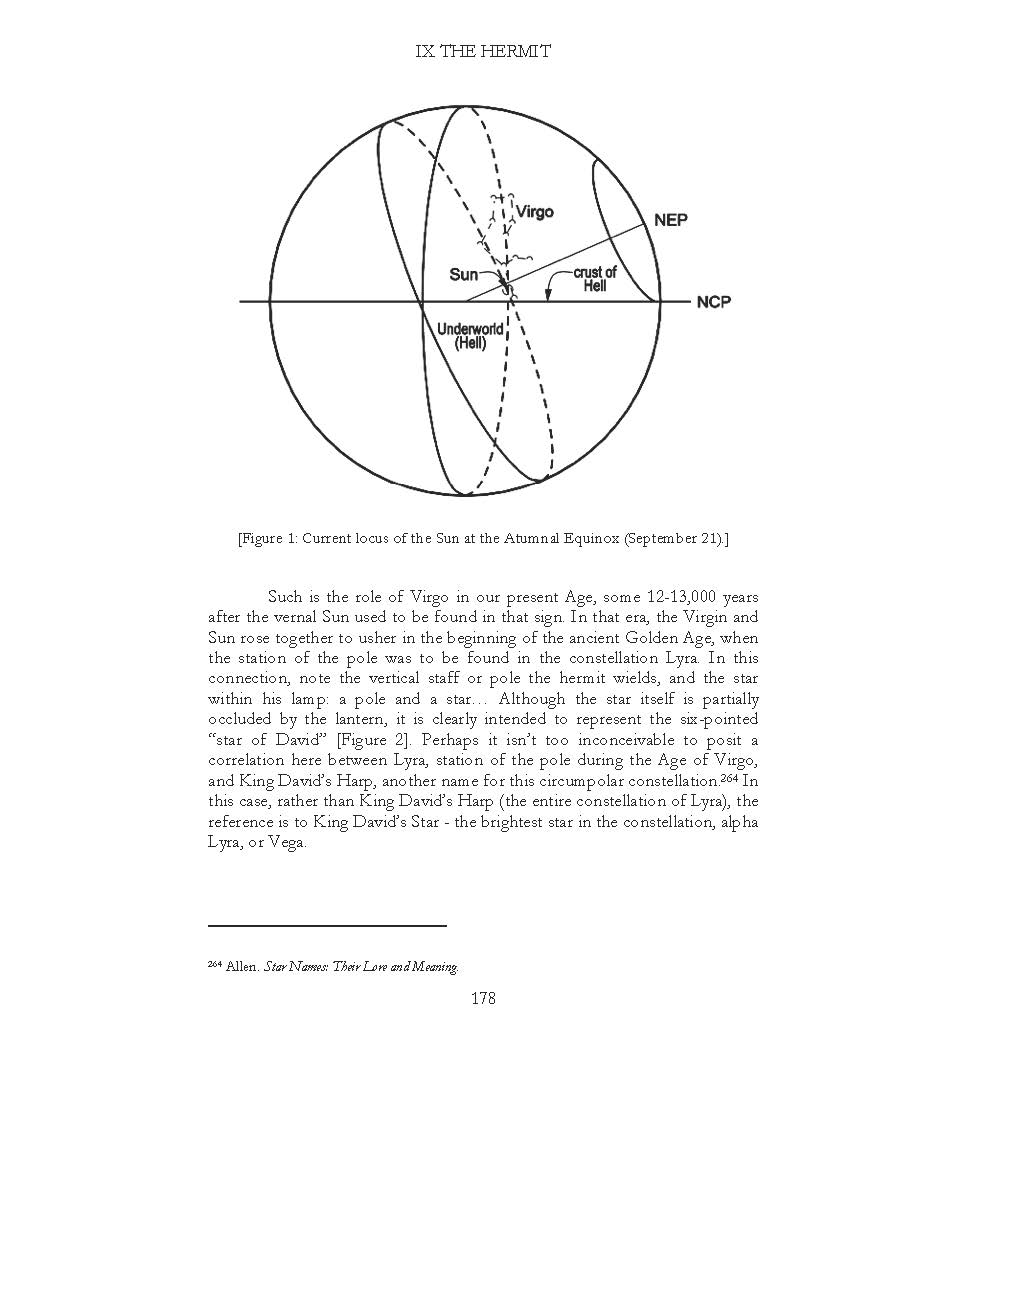 IX THE HERMIT
Virgo
NEP
Sun
crust of
Hell
NCP
Underworld
(Hell)
[Figure 1: Current locus of the Sun at the Atumnal Equinox (September 21).]
Such is the role of Virgo in our present Age, some 12-13,000 years
after the vernal Sun used to be found in that sign. In that era, the Virgin and
Sun rose together to usher in the beginning of the ancient Golden Age, when
the station of the pole was to be found in the constellation Lyra. In this
connection, note the vertical staff or pole the hermit wields, and the star
within his lamp: a pole and a star… Although the star itself is partially
occluded by the lantern, it is clearly intended to represent the six-pointed
“star of David” [Figure 2]. Perhaps it isn’t too inconceivable to posit a
correlation here between Lyra, station of the pole during the Age of Virgo,
and King David’s Harp, another name for this circumpolar constellation.²⁶⁴ In
this case, rather than King David’s Harp (the entire constellation of Lyra), the
reference is to King David’s Star - the brightest star in the constellation, alpha
Lyra, or Vega.
²⁶⁴ Allen. Star Names: Their Lore and Meaning.
178